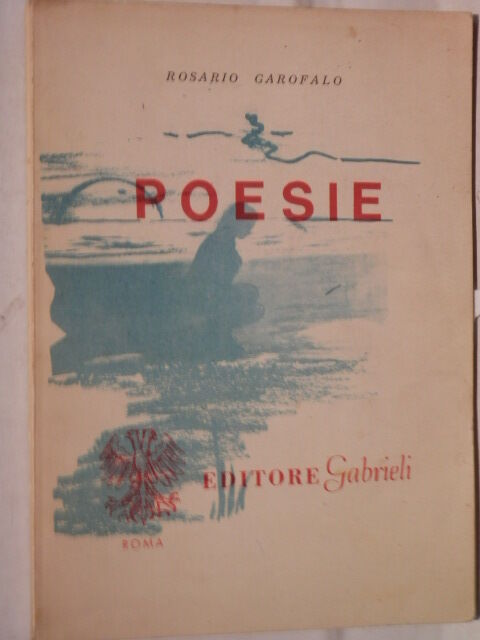 ROSARIO GAROFALO
POESIE
EDITORE Gabrieli
ROMA